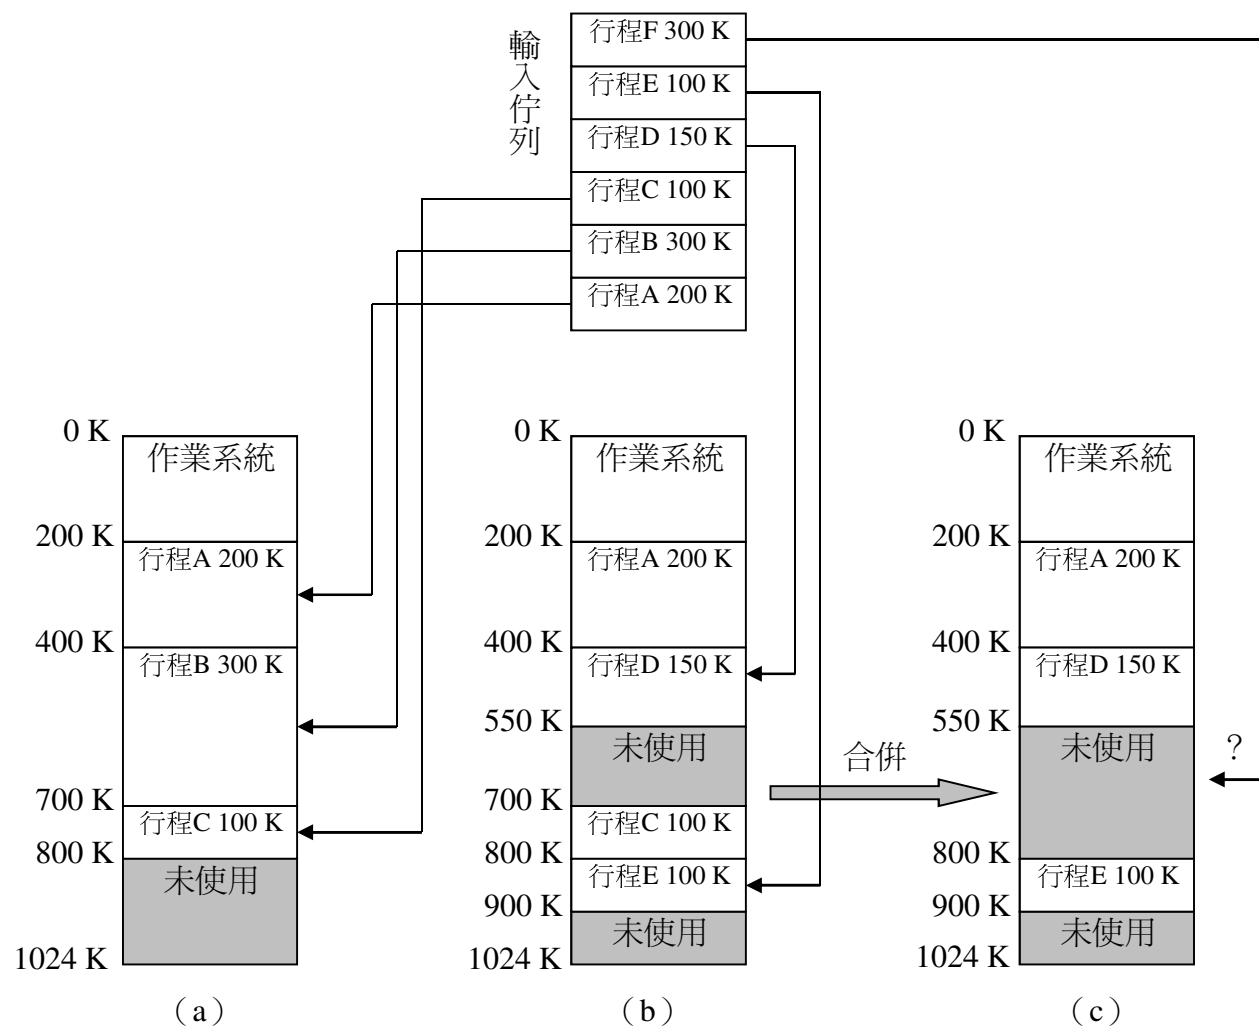 輸入佇列
行程F 300 K
行程E 100 K
行程D 150 K
行程C 100 K
行程B 300 K
行程A 200 K
0 K
作業系統
200 K
行程A 200 K
400 K
行程B 300 K
700 K
行程C 100 K
800 K
未使用
1024 K
(a)
0 K
作業系統
200 K
行程A 200 K
400 K
行程D 150 K
550 K
未使用
700 K
行程C 100 K
800 K
行程E 100 K
900 K
未使用
1024 K
(b)
合併
0 K
作業系統
200 K
行程A 200 K
400 K
行程D 150 K
550 K
未使用
?
800 K
行程E 100 K
900 K
未使用
1024 K
(c)